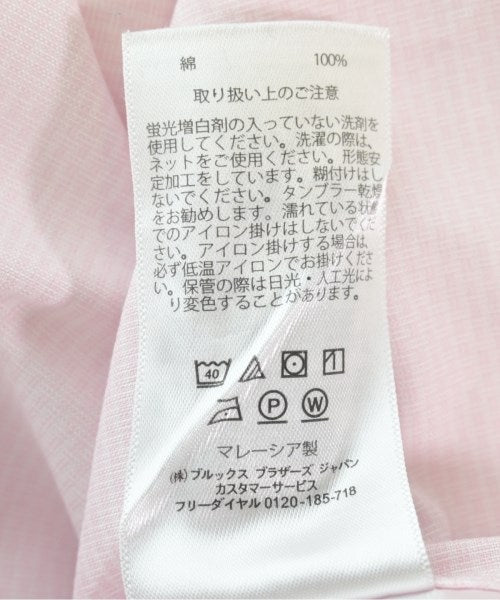 綿 100%
取り扱い上のご注意
蛍光増白剤の入っていない洗剤を
使用してください。洗濯の際は、
ネットをご使用ください。形態安
定加工をしています。糊付けはし
ないでください。タンブラー乾燥
をお勧めします。濡れている状態
でのアイロン掛けはしないでくだ
さい。アイロン掛けする場合は、
必ず低温アイロンでお掛けくださ
い。保管の際は日光・人工光によ
り変色することがあります。
40
P W
マレーシア製
(株) ブルックス ブラザーズ ジャパン
カスタマーサービス
フリーダイヤル 0120-185-718